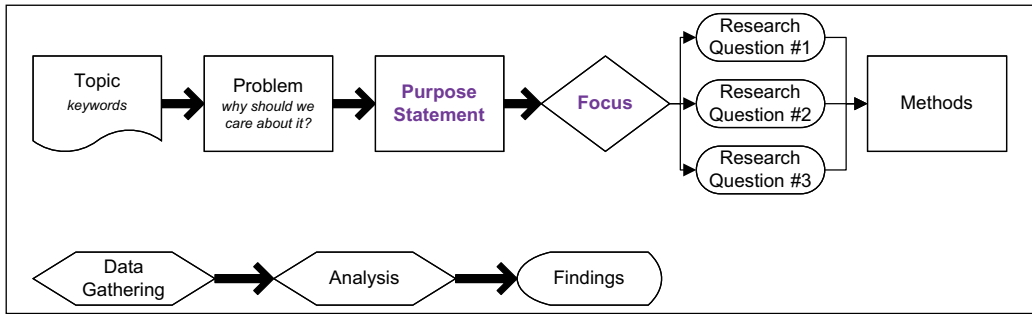 Topic
keywords
Problem
why should we
care about it?
Purpose
Statement
Focus
Research
Question #1
Research
Question #2
Research
Question #3
Methods
Data
Gathering
Analysis
Findings